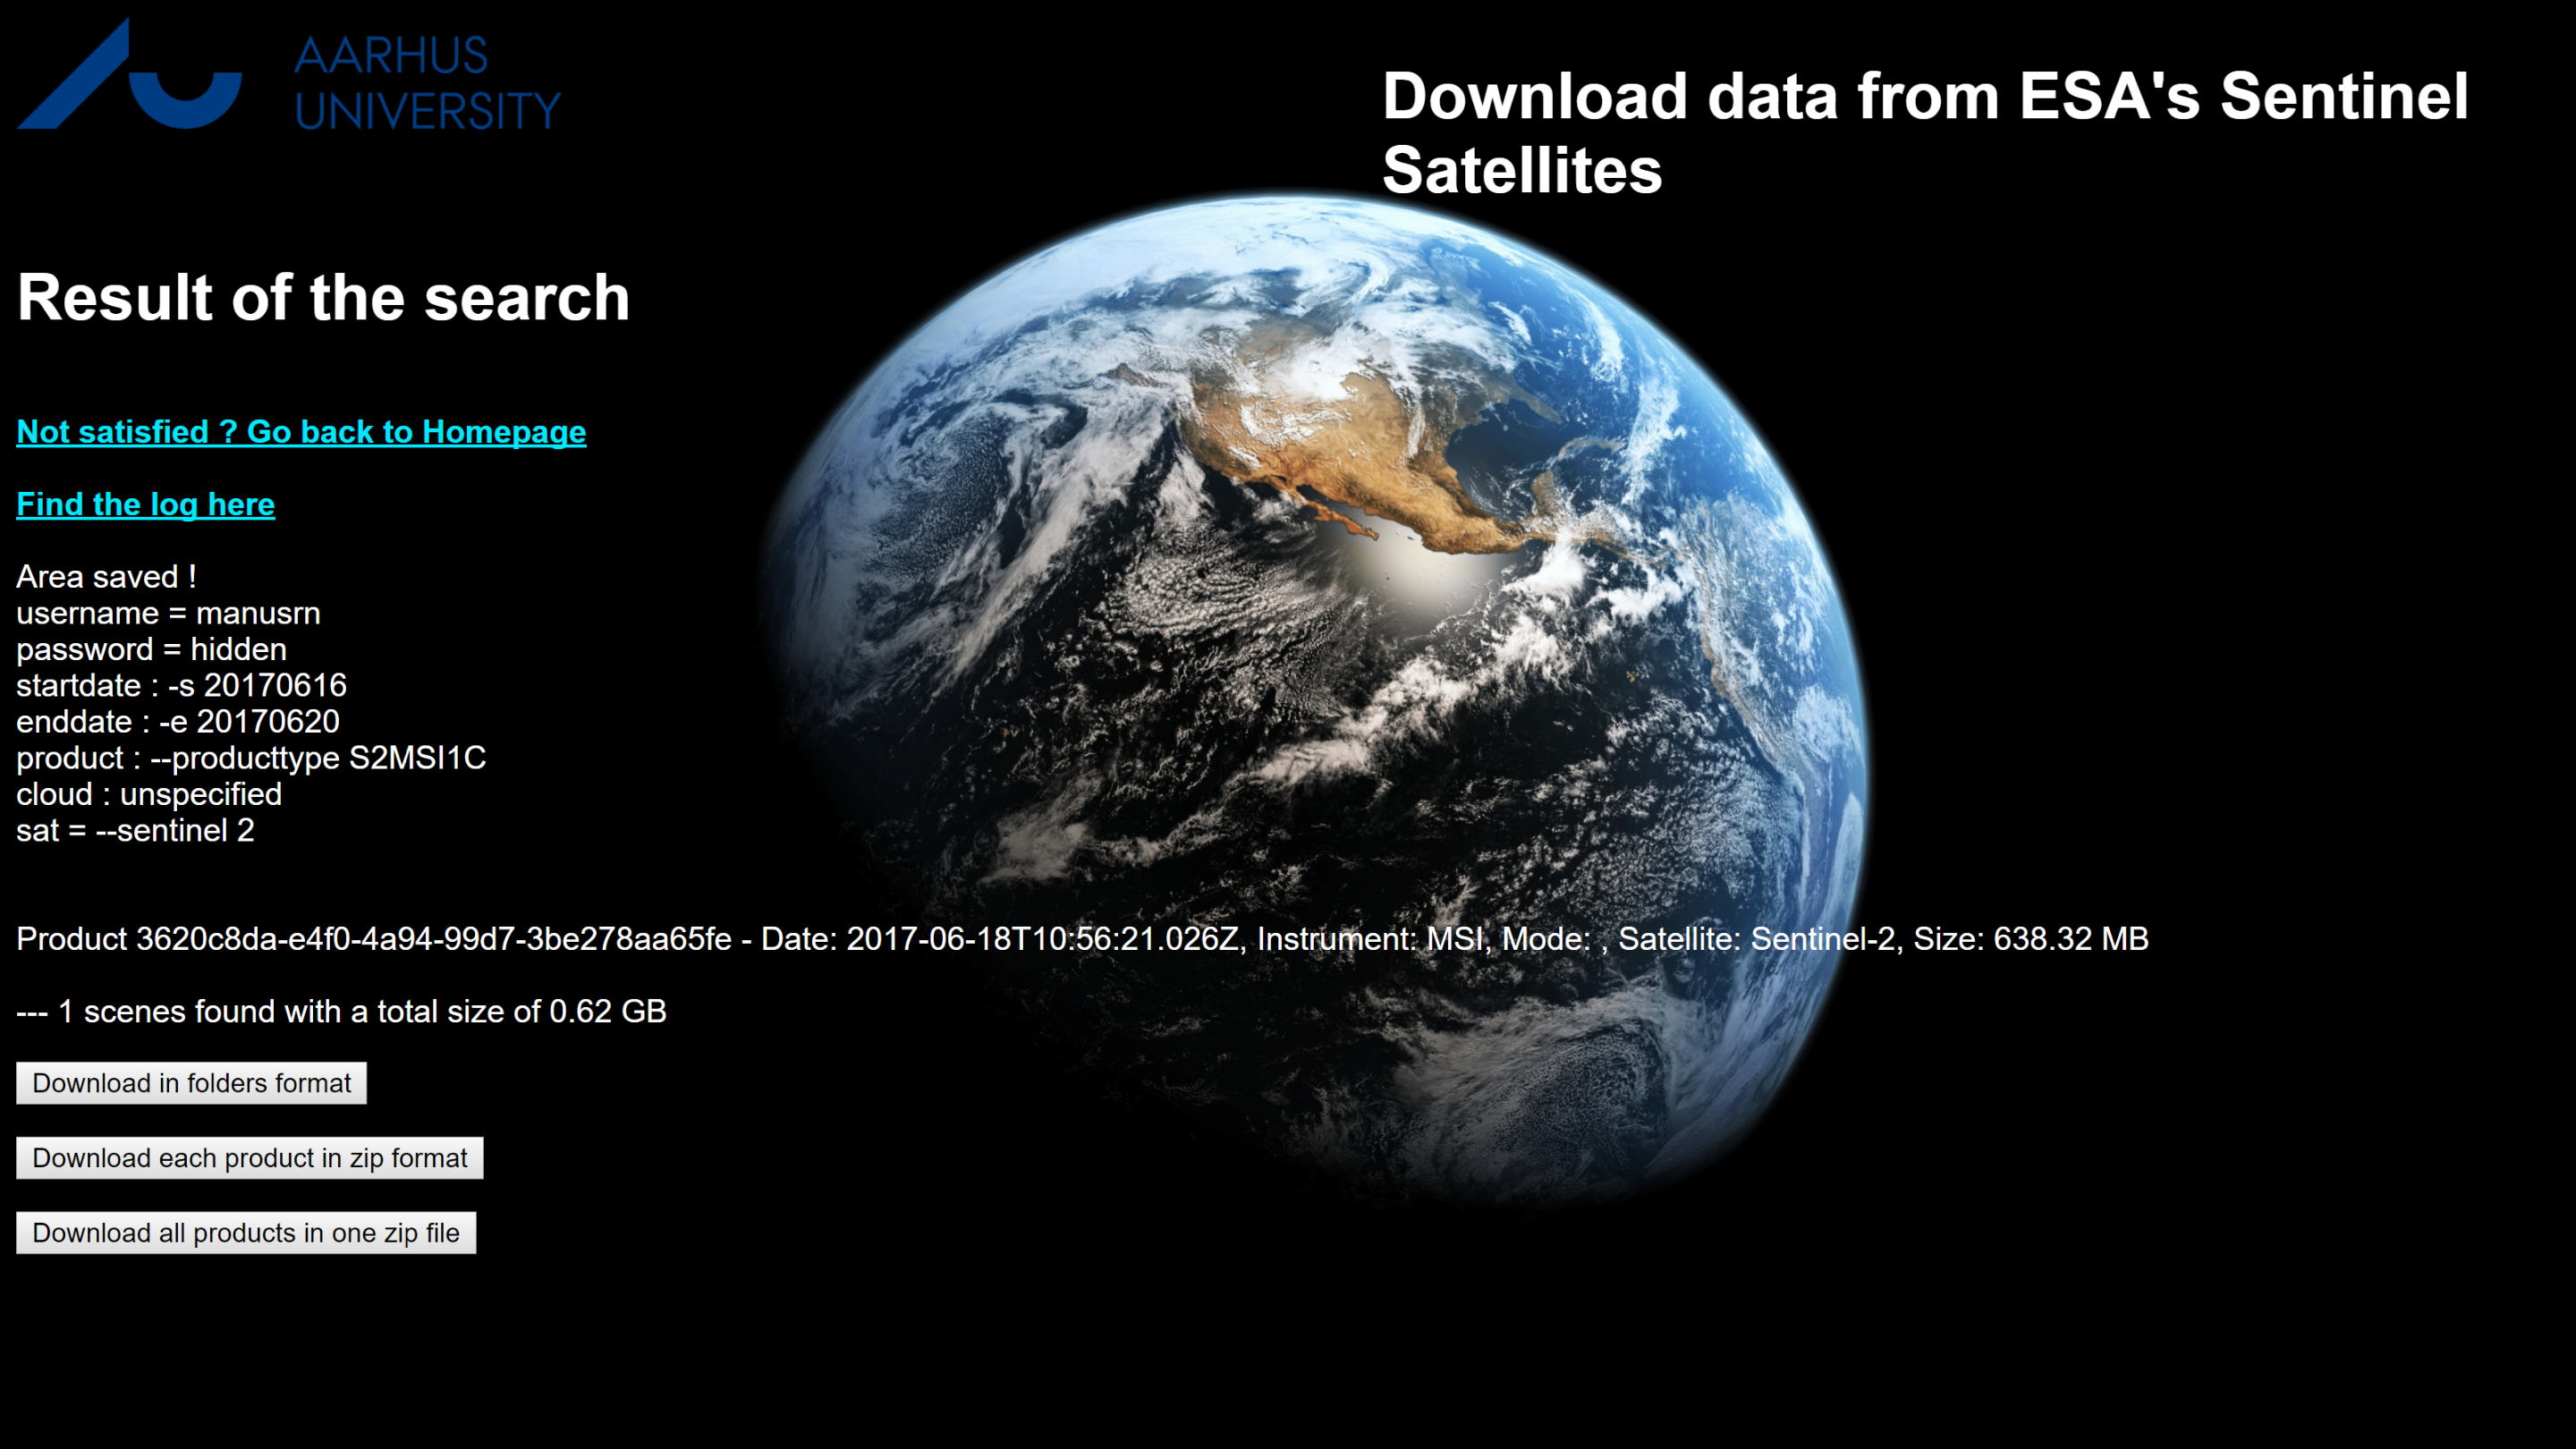 AARHUS
UNIVERSITY
Download data from ESA's Sentinel
Satellites
Result of the search
Not satisfied ? Go back to Homepage
Find the log here
Area saved !
username = manusrn
password = hidden
startdate : -s 20170616
enddate : -e 20170620
product : --producttype S2MSI1C
cloud : unspecified
sat = --sentinel 2
Product 3620c8da-e4f0-4a94-99d7-3be278aa65fe - Date: 2017-06-18T10:56:21.026Z, Instrument: MSI, Mode: , Satellite: Sentinel-2, Size: 638.32 MB
--- 1 scenes found with a total size of 0.62 GB
Download in folders format
Download each product in zip format
Download all products in one zip file